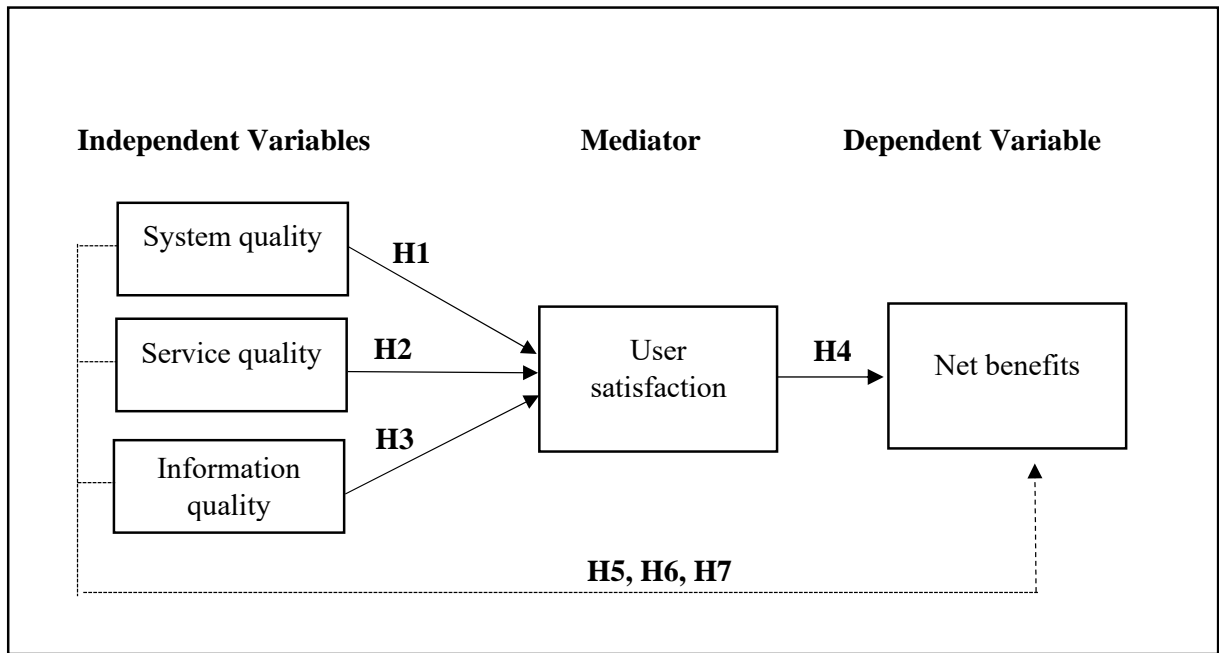 Independent Variables
Mediator
Dependent Variable
System quality
H1
Service quality
H2
User
satisfaction
H4
Net benefits
H3
Information
quality
H5, H6, H7